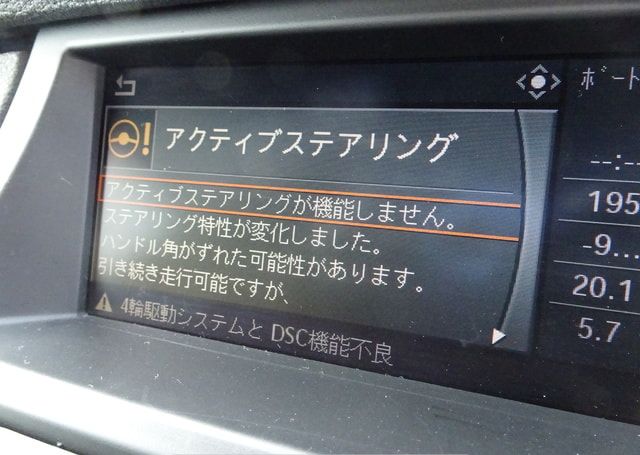 ボート
アクティブステアリング
アクティブステアリングが機能しません。
ステアリング特性が変化しました。
ハンドル角がずれた可能性があります。
引き続き走行可能ですが、
4輪駆動システムと DSC機能不良
--:--
195
-9...
20.1
5.7